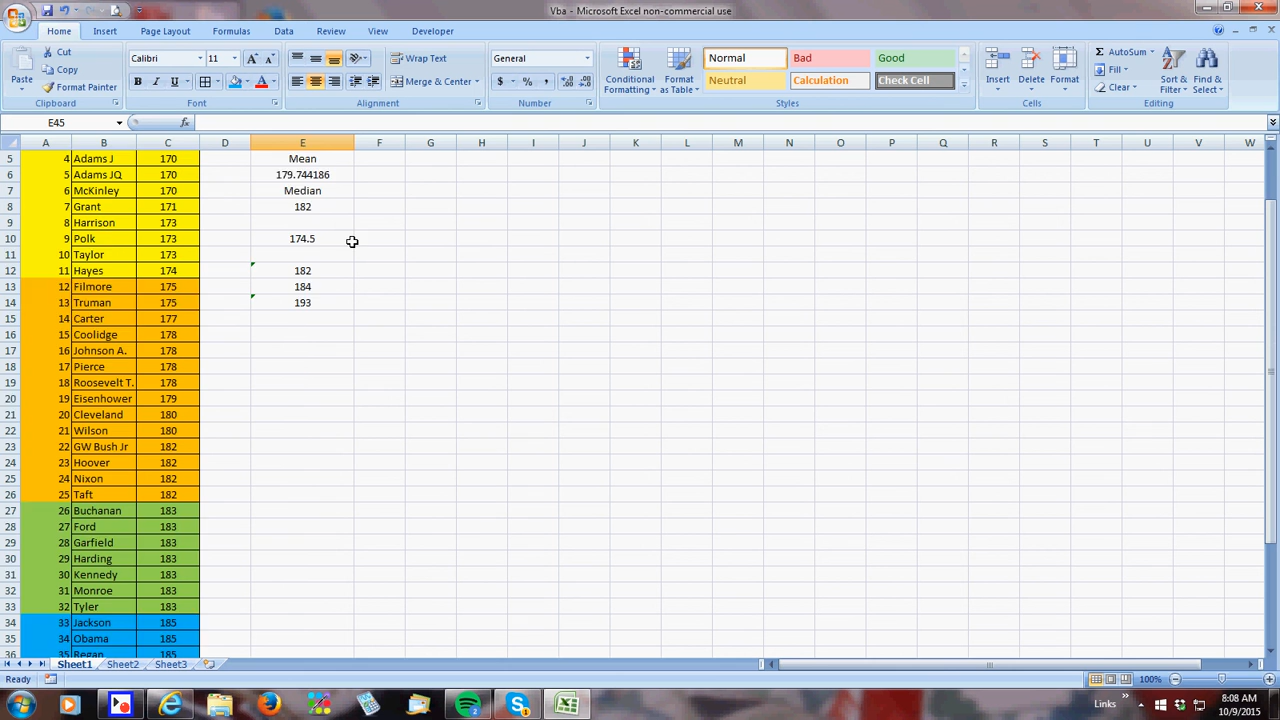 Vba - Microsoft Excel non-commercial use
Home Insert Page Layout Formulas Data Review View Developer
Paste Cut Copy Format Painter Clipboard
Calibri 11 B I U A Font
Wrap Text Merge & Center Alignment
General $ % , Number
Conditional Formatting Format as Table Normal Bad Good Neutral Calculation Check Cell Styles
Insert Delete Format Cells
AutoSum Fill Clear Sort & Filter Find & Select Editing
E45 fx
A B C D E F G H I J K L M N O P Q R S T U V W
5 4 Adams J 170 Mean
6 5 Adams JQ 170 179.744186
7 6 McKinley 170 Median
8 7 Grant 171 182
9 8 Harrison 173
10 9 Polk 173 174.5
11 10 Taylor 173
12 11 Hayes 174 182
13 12 Filmore 175 184
14 13 Truman 175 193
15 14 Carter 177
16 15 Coolidge 178
17 16 Johnson A. 178
18 17 Pierce 178
19 18 Roosevelt T. 178
20 19 Eisenhower 179
21 20 Cleveland 180
22 21 Wilson 180
23 22 GW Bush Jr 182
24 23 Hoover 182
25 24 Nixon 182
26 25 Taft 182
27 26 Buchanan 183
28 27 Ford 183
29 28 Garfield 183
30 29 Harding 183
31 30 Kennedy 183
32 31 Monroe 183
33 32 Tyler 183
34 33 Jackson 185
35 34 Obama 185
36 35 Regan 185
Sheet1 Sheet2 Sheet3
Ready 100%
Links 8:08 AM
10/9/2015